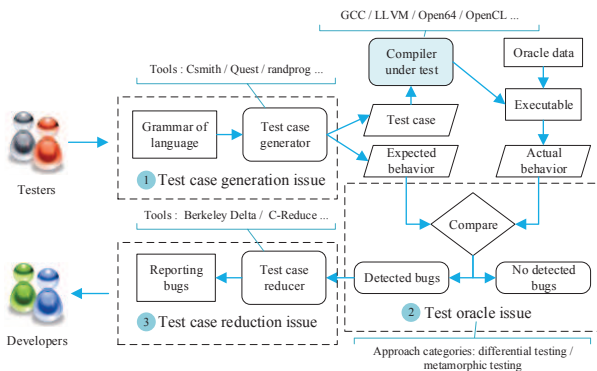 GCC / LLVM / Open64 / OpenCL ...
Tools : Csmith / Quest / randprog ...
Compiler
under test
Oracle data
Grammar of
language
Test case
generator
Test case
Executable
Expected
behavior
Actual
behavior
Testers
1 Test case generation issue
Tools : Berkeley Delta / C-Reduce ...
Compare
Reporting
bugs
Test case
reducer
Detected bugs
No detected
bugs
3 Test case reduction issue
2 Test oracle issue
Developers
Approach categories: differential testing /
metamorphic testing